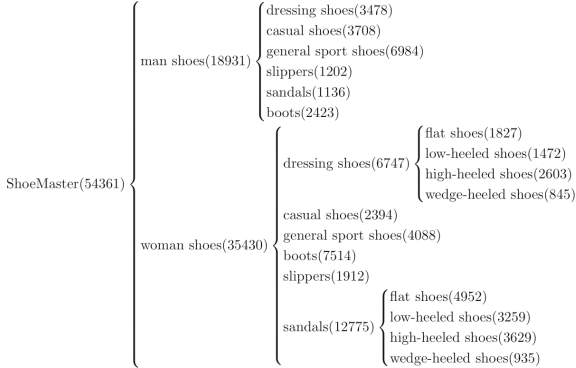 ShoeMaster(54361)
man shoes(18931)
dressing shoes(3478)
casual shoes(3708)
general sport shoes(6984)
slippers(1202)
sandals(1136)
boots(2423)
woman shoes(35430)
dressing shoes(6747)
flat shoes(1827)
low-heeled shoes(1472)
high-heeled shoes(2603)
wedge-heeled shoes(845)
casual shoes(2394)
general sport shoes(4088)
boots(7514)
slippers(1912)
sandals(12775)
flat shoes(4952)
low-heeled shoes(3259)
high-heeled shoes(3629)
wedge-heeled shoes(935)